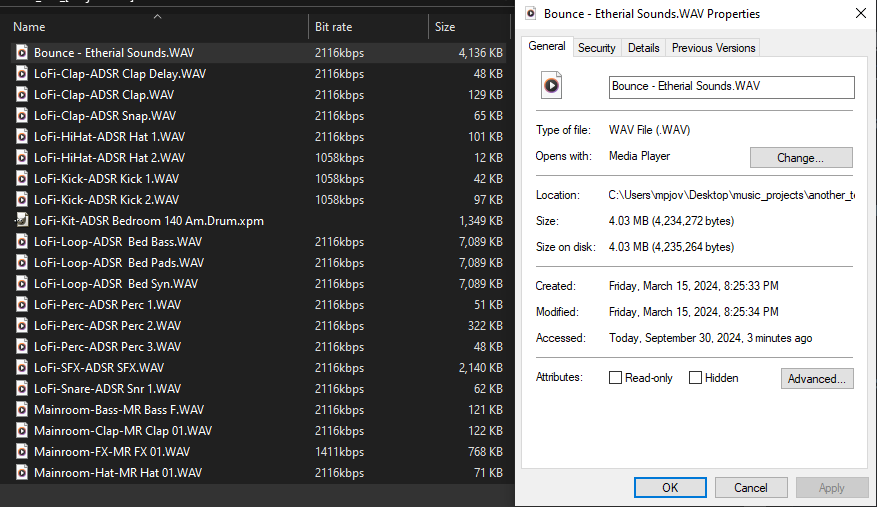 Name Bit rate Size
Bounce - Etherial Sounds.WAV 2116kbps 4,136 KB
LoFi-Clap-ADSR Clap Delay.WAV 2116kbps 48 KB
LoFi-Clap-ADSR Clap.WAV 2116kbps 129 KB
LoFi-Clap-ADSR Snap.WAV 2116kbps 65 KB
LoFi-HiHat-ADSR Hat 1.WAV 2116kbps 101 KB
LoFi-HiHat-ADSR Hat 2.WAV 1058kbps 12 KB
LoFi-Kick-ADSR Kick 1.WAV 1058kbps 42 KB
LoFi-Kick-ADSR Kick 2.WAV 1058kbps 97 KB
LoFi-Kit-ADSR Bedroom 140 Am.Drum.xpm 1,349 KB
LoFi-Loop-ADSR  Bed Bass.WAV 2116kbps 7,089 KB
LoFi-Loop-ADSR  Bed Pads.WAV 2116kbps 7,089 KB
LoFi-Loop-ADSR  Bed Syn.WAV 2116kbps 7,089 KB
LoFi-Perc-ADSR Perc 1.WAV 2116kbps 51 KB
LoFi-Perc-ADSR Perc 2.WAV 2116kbps 322 KB
LoFi-Perc-ADSR Perc 3.WAV 2116kbps 48 KB
LoFi-SFX-ADSR SFX.WAV 2116kbps 2,140 KB
LoFi-Snare-ADSR Snr 1.WAV 2116kbps 62 KB
Mainroom-Bass-MR Bass F.WAV 2116kbps 121 KB
Mainroom-Clap-MR Clap 01.WAV 2116kbps 122 KB
Mainroom-FX-MR FX 01.WAV 1411kbps 768 KB
Mainroom-Hat-MR Hat 01.WAV 2116kbps 71 KB
Bounce - Etherial Sounds.WAV Properties
General Security Details Previous Versions
Bounce - Etherial Sounds.WAV
Type of file: WAV File (.WAV)
Opens with: Media Player Change...
Location: C:\Users\mpjov\Desktop\music_projects\another_te
Size: 4.03 MB (4,234,272 bytes)
Size on disk: 4.03 MB (4,235,264 bytes)
Created: Friday, March 15, 2024, 8:25:33 PM
Modified: Friday, March 15, 2024, 8:25:34 PM
Accessed: Today, September 30, 2024, 3 minutes ago
Attributes: Read-only Hidden Advanced...
OK Cancel Apply